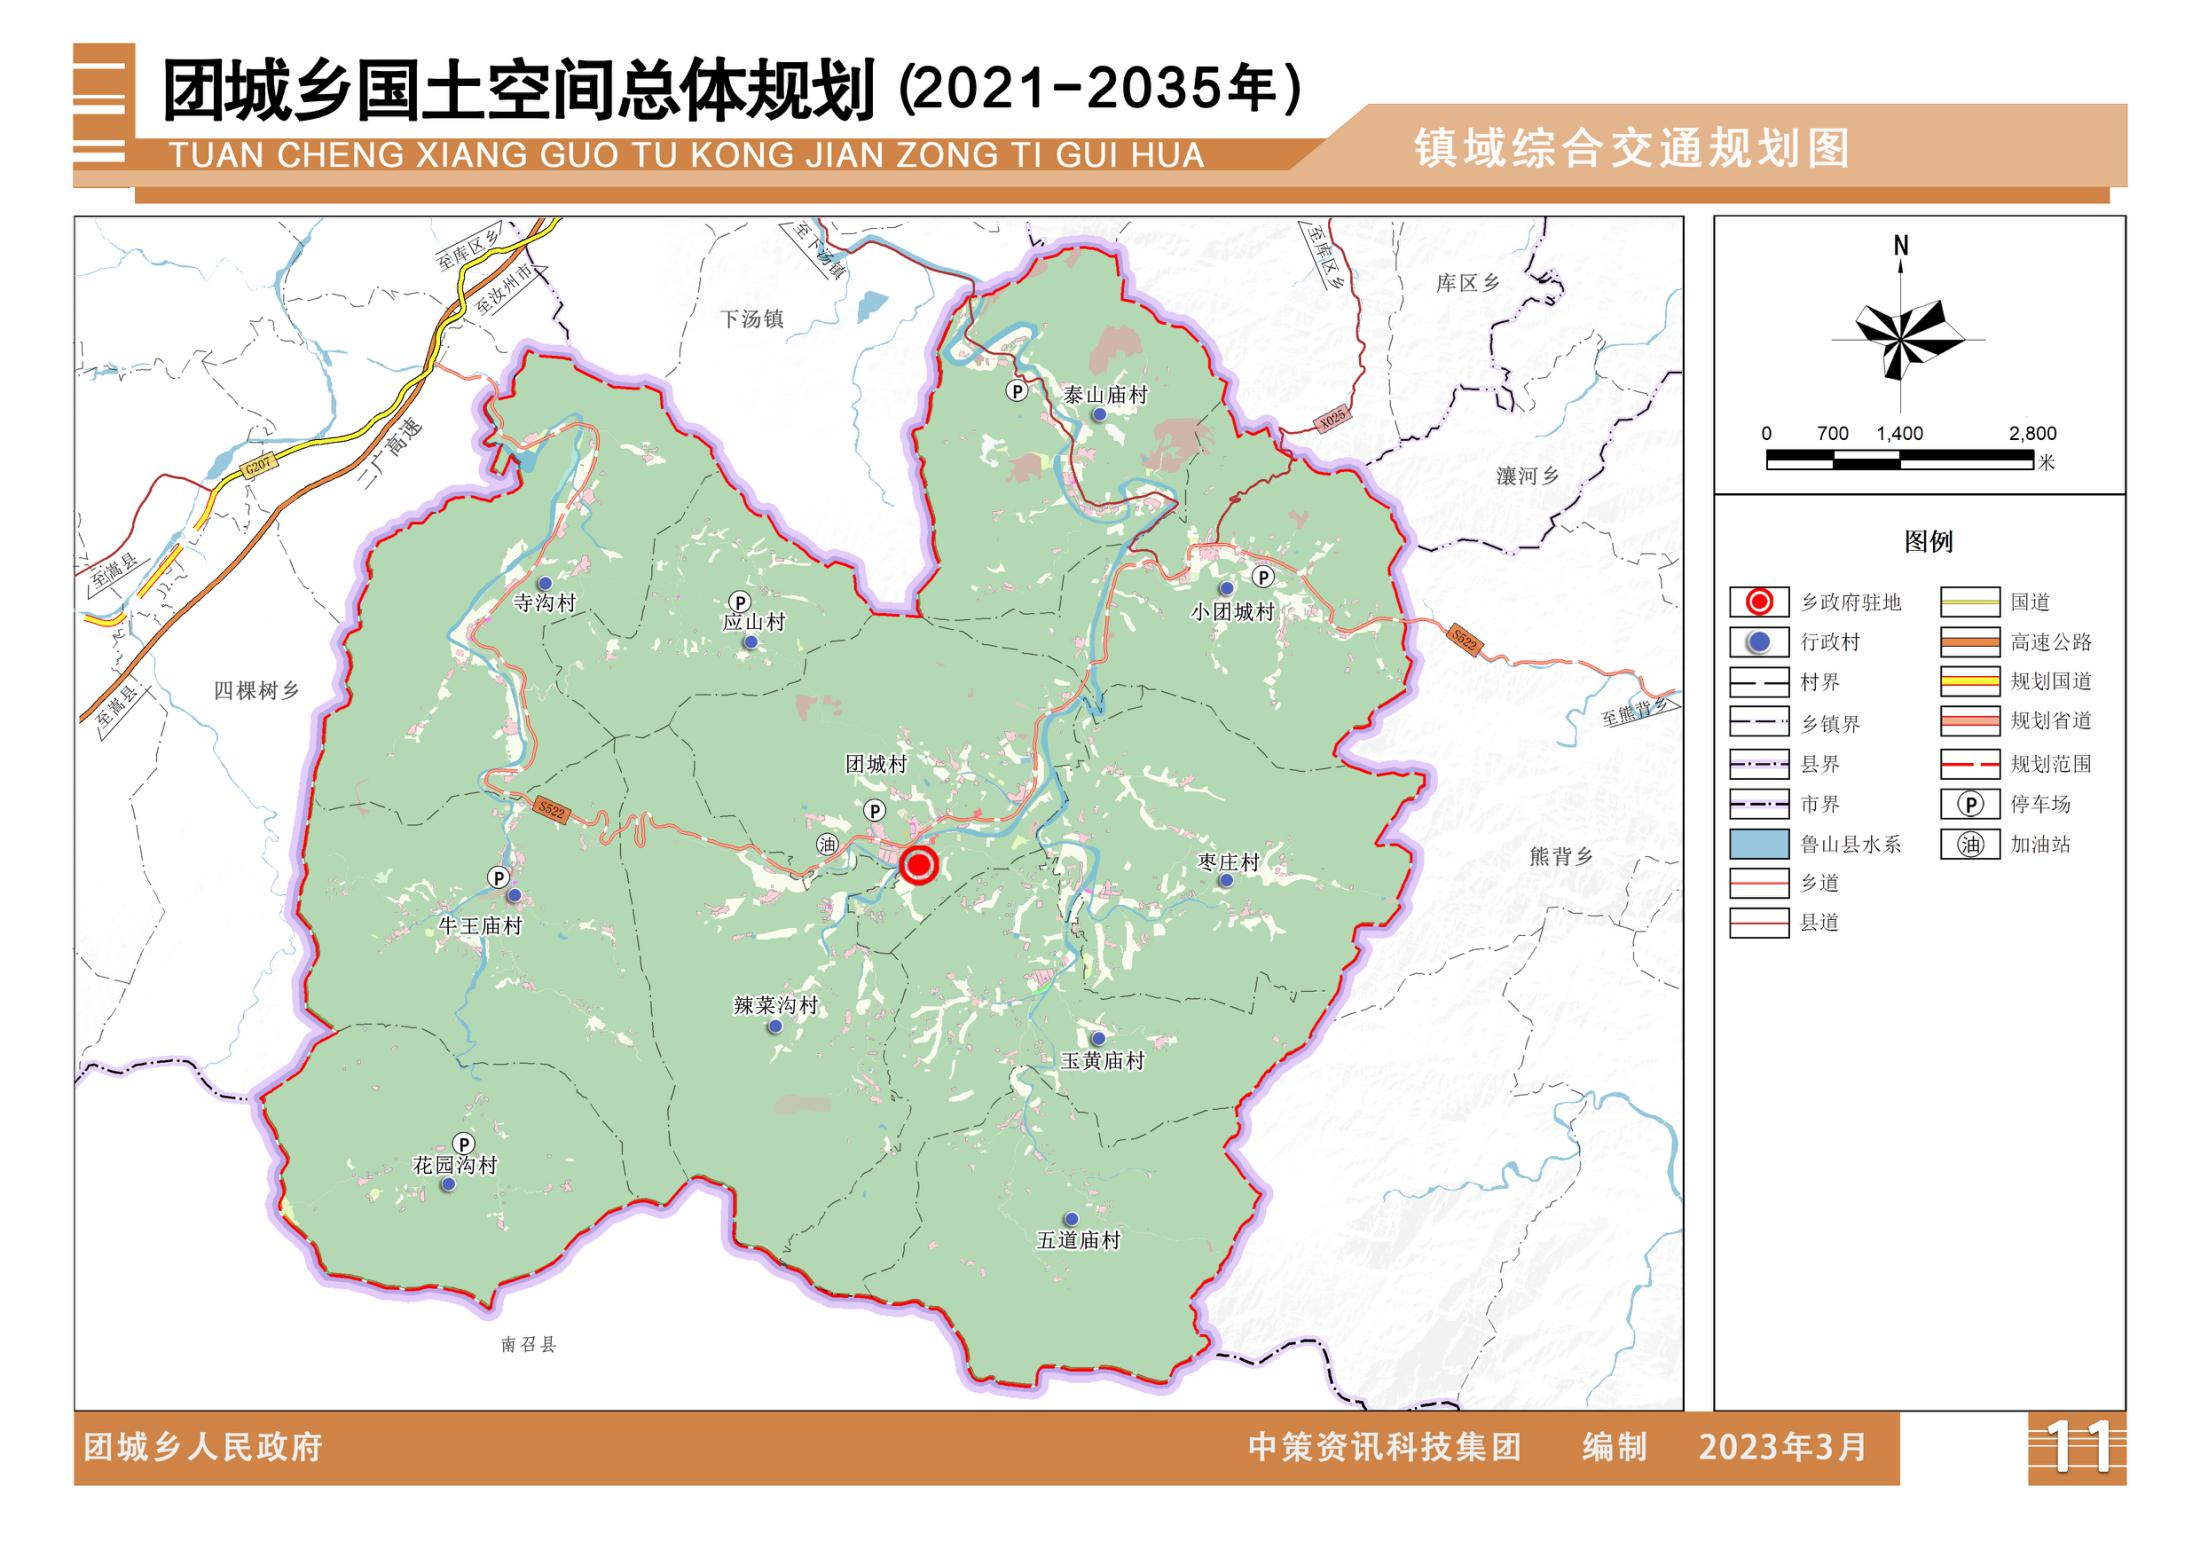 团城乡国土空间总体规划 (2021-2035年)
TUAN CHENG XIANG GUO TU KONG JIAN ZONG TI GUI HUA
镇域综合交通规划图
至库区乡
至汝州市
至下汤镇
至库区乡
库区乡
下汤镇
X025
泰山庙村
P
瀼河乡
二广高速
G207
至嵩县
寺沟村
P
应山村
P
小团城村
S522
至熊背乡
四棵树乡
至嵩县
团城村
P
S522
油
枣庄村
熊背乡
P
牛王庙村
辣菜沟村
玉黄庙村
P
花园沟村
五道庙村
南召县
N
0 700 1,400 2,800
米
图例
乡政府驻地
国道
行政村
高速公路
村界
规划国道
乡镇界
规划省道
县界
规划范围
市界
P 停车场
鲁山县水系
油 加油站
乡道
县道
团城乡人民政府
中策资讯科技集团 编制 2023年3月
11